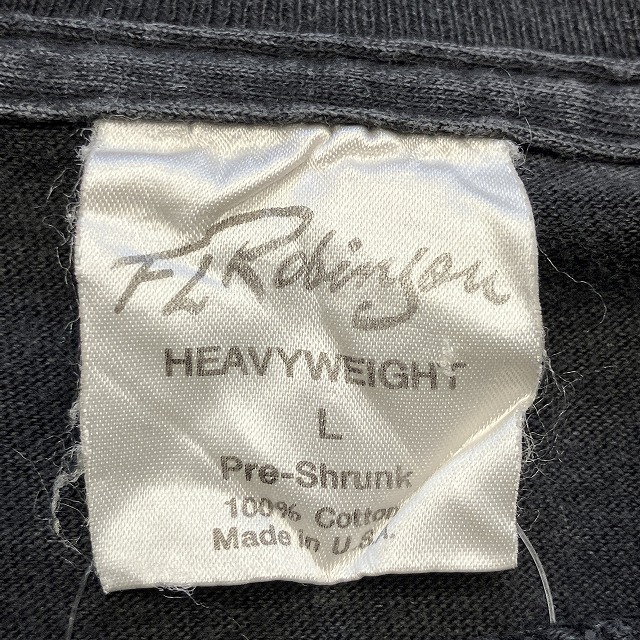 FL Robinson
HEAVYWEIGHT
L
Pre-Shrunk
100% Cotton
Made in U.S.A.